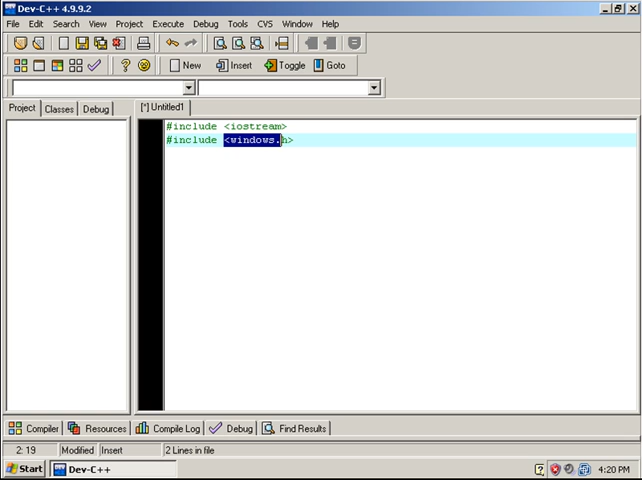 Dev-C++ 4.9.9.2
File Edit Search View Project Execute Debug Tools CVS Window Help
New Insert Toggle Goto
Project Classes Debug [*] Untitled1
#include <iostream>
#include <windows.h>
Compiler Resources Compile Log Debug Find Results
2: 19 Modified Insert 2 Lines in file
Start Dev-C++ 4:20 PM